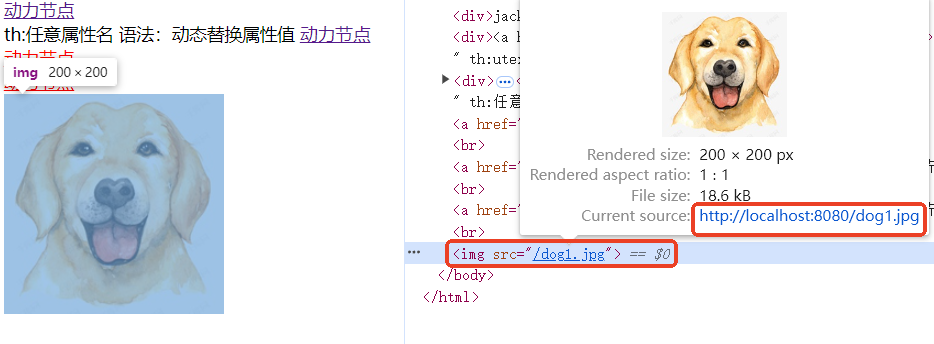 动力节点
th:任意属性名 语法：动态替换属性值 动力节点
动力节点
img 200 × 200
动力节点
<div>jack
<div><a h
" th:utex
▶ <div> ··· <
" th:任意
<a href="
<br>
<a href="
<br>
<a href="
<br>
··· <img src="/dog1.jpg"> == $0
</body>
</html>
Rendered size: 200 × 200 px
Rendered aspect ratio: 1 : 1
File size: 18.6 kB
Current source: http://localhost:8080/dog1.jpg